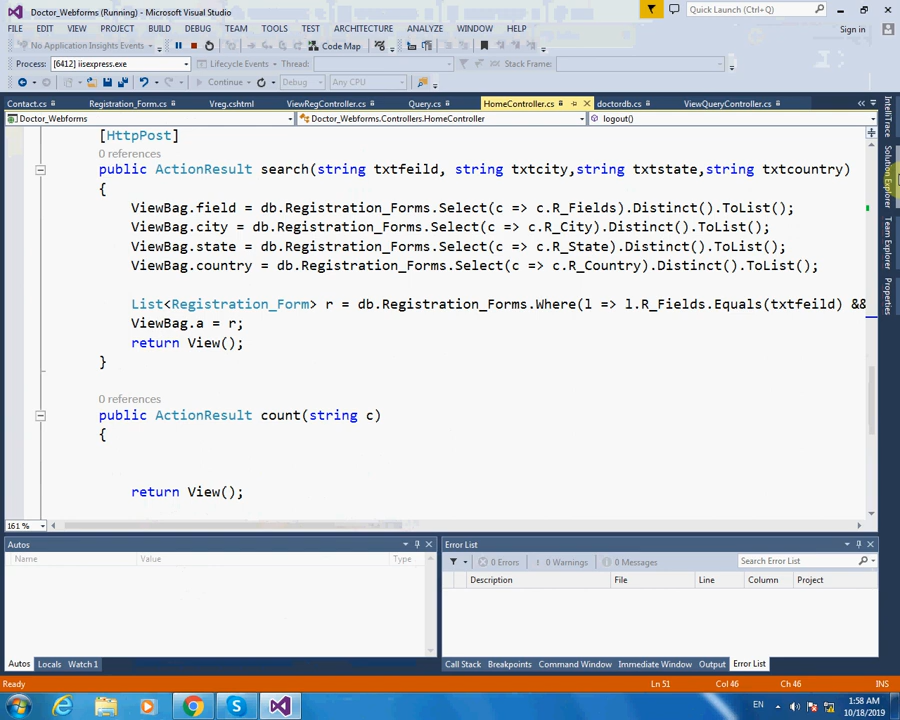 Doctor_Webforms (Running) - Microsoft Visual Studio
Quick Launch (Ctrl+Q)
FILE EDIT VIEW PROJECT BUILD DEBUG TEAM TOOLS TEST ARCHITECTURE ANALYZE WINDOW HELP
Sign in
No Application Insights Events
Code Map
Process: [6412] iisexpress.exe
Lifecycle Events
Thread:
Stack Frame:
Continue
Debug
Any CPU
Contact.cs
Registration_Form.cs
Vreg.cshtml
ViewRegController.cs
Query.cs
HomeController.cs
doctordb.cs
ViewQueryController.cs
Doctor_Webforms
Doctor_Webforms.Controllers.HomeController
logout()
[HttpPost]
0 references
public ActionResult search(string txtfeild, string txtcity,string txtstate,string txtcountry)
{
ViewBag.field = db.Registration_Forms.Select(c => c.R_Fields).Distinct().ToList();
ViewBag.city = db.Registration_Forms.Select(c => c.R_City).Distinct().ToList();
ViewBag.state = db.Registration_Forms.Select(c => c.R_State).Distinct().ToList();
ViewBag.country = db.Registration_Forms.Select(c => c.R_Country).Distinct().ToList();
List<Registration_Form> r = db.Registration_Forms.Where(l => l.R_Fields.Equals(txtfeild) &&
ViewBag.a = r;
return View();
}
0 references
public ActionResult count(string c)
{
return View();
161 %
IntelliTrace
Solution Explorer
Team Explorer
Properties
Autos
Name Value Type
Autos Locals Watch 1
Error List
0 Errors
0 Warnings
0 Messages
Search Error List
Description File Line Column Project
Call Stack Breakpoints Command Window Immediate Window Output Error List
Ready
Ln 51 Col 46 Ch 46 INS
EN
1:58 AM
10/18/2019